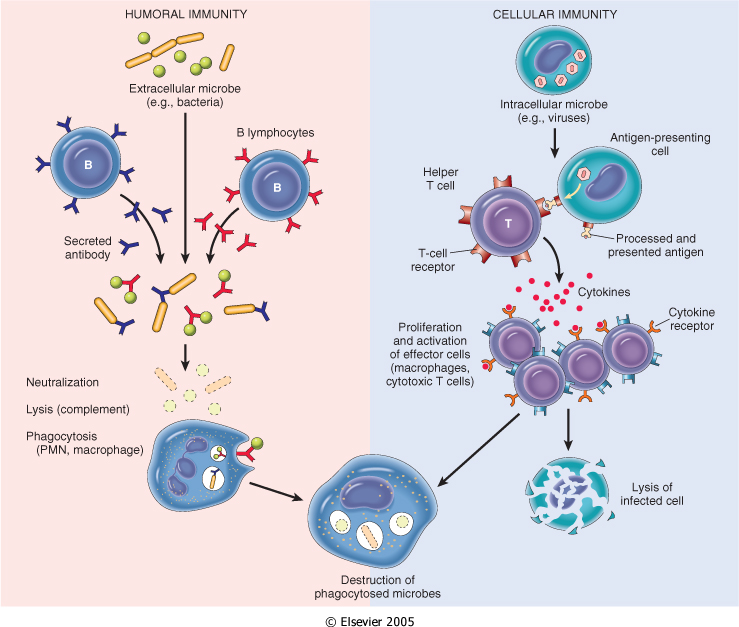 HUMORAL IMMUNITY
Extracellular microbe
(e.g., bacteria)
B lymphocytes
B
B
Secreted
antibody
Neutralization
Lysis (complement)
Phagocytosis
(PMN, macrophage)
CELLULAR IMMUNITY
Intracellular microbe
(e.g., viruses)
Antigen-presenting
cell
Helper
T cell
T
T-cell
receptor
Processed and
presented antigen
Cytokines
Cytokine
receptor
Proliferation
and activation
of effector cells
(macrophages,
cytotoxic T cells)
Lysis of
infected cell
Destruction of
phagocytosed microbes
© Elsevier 2005